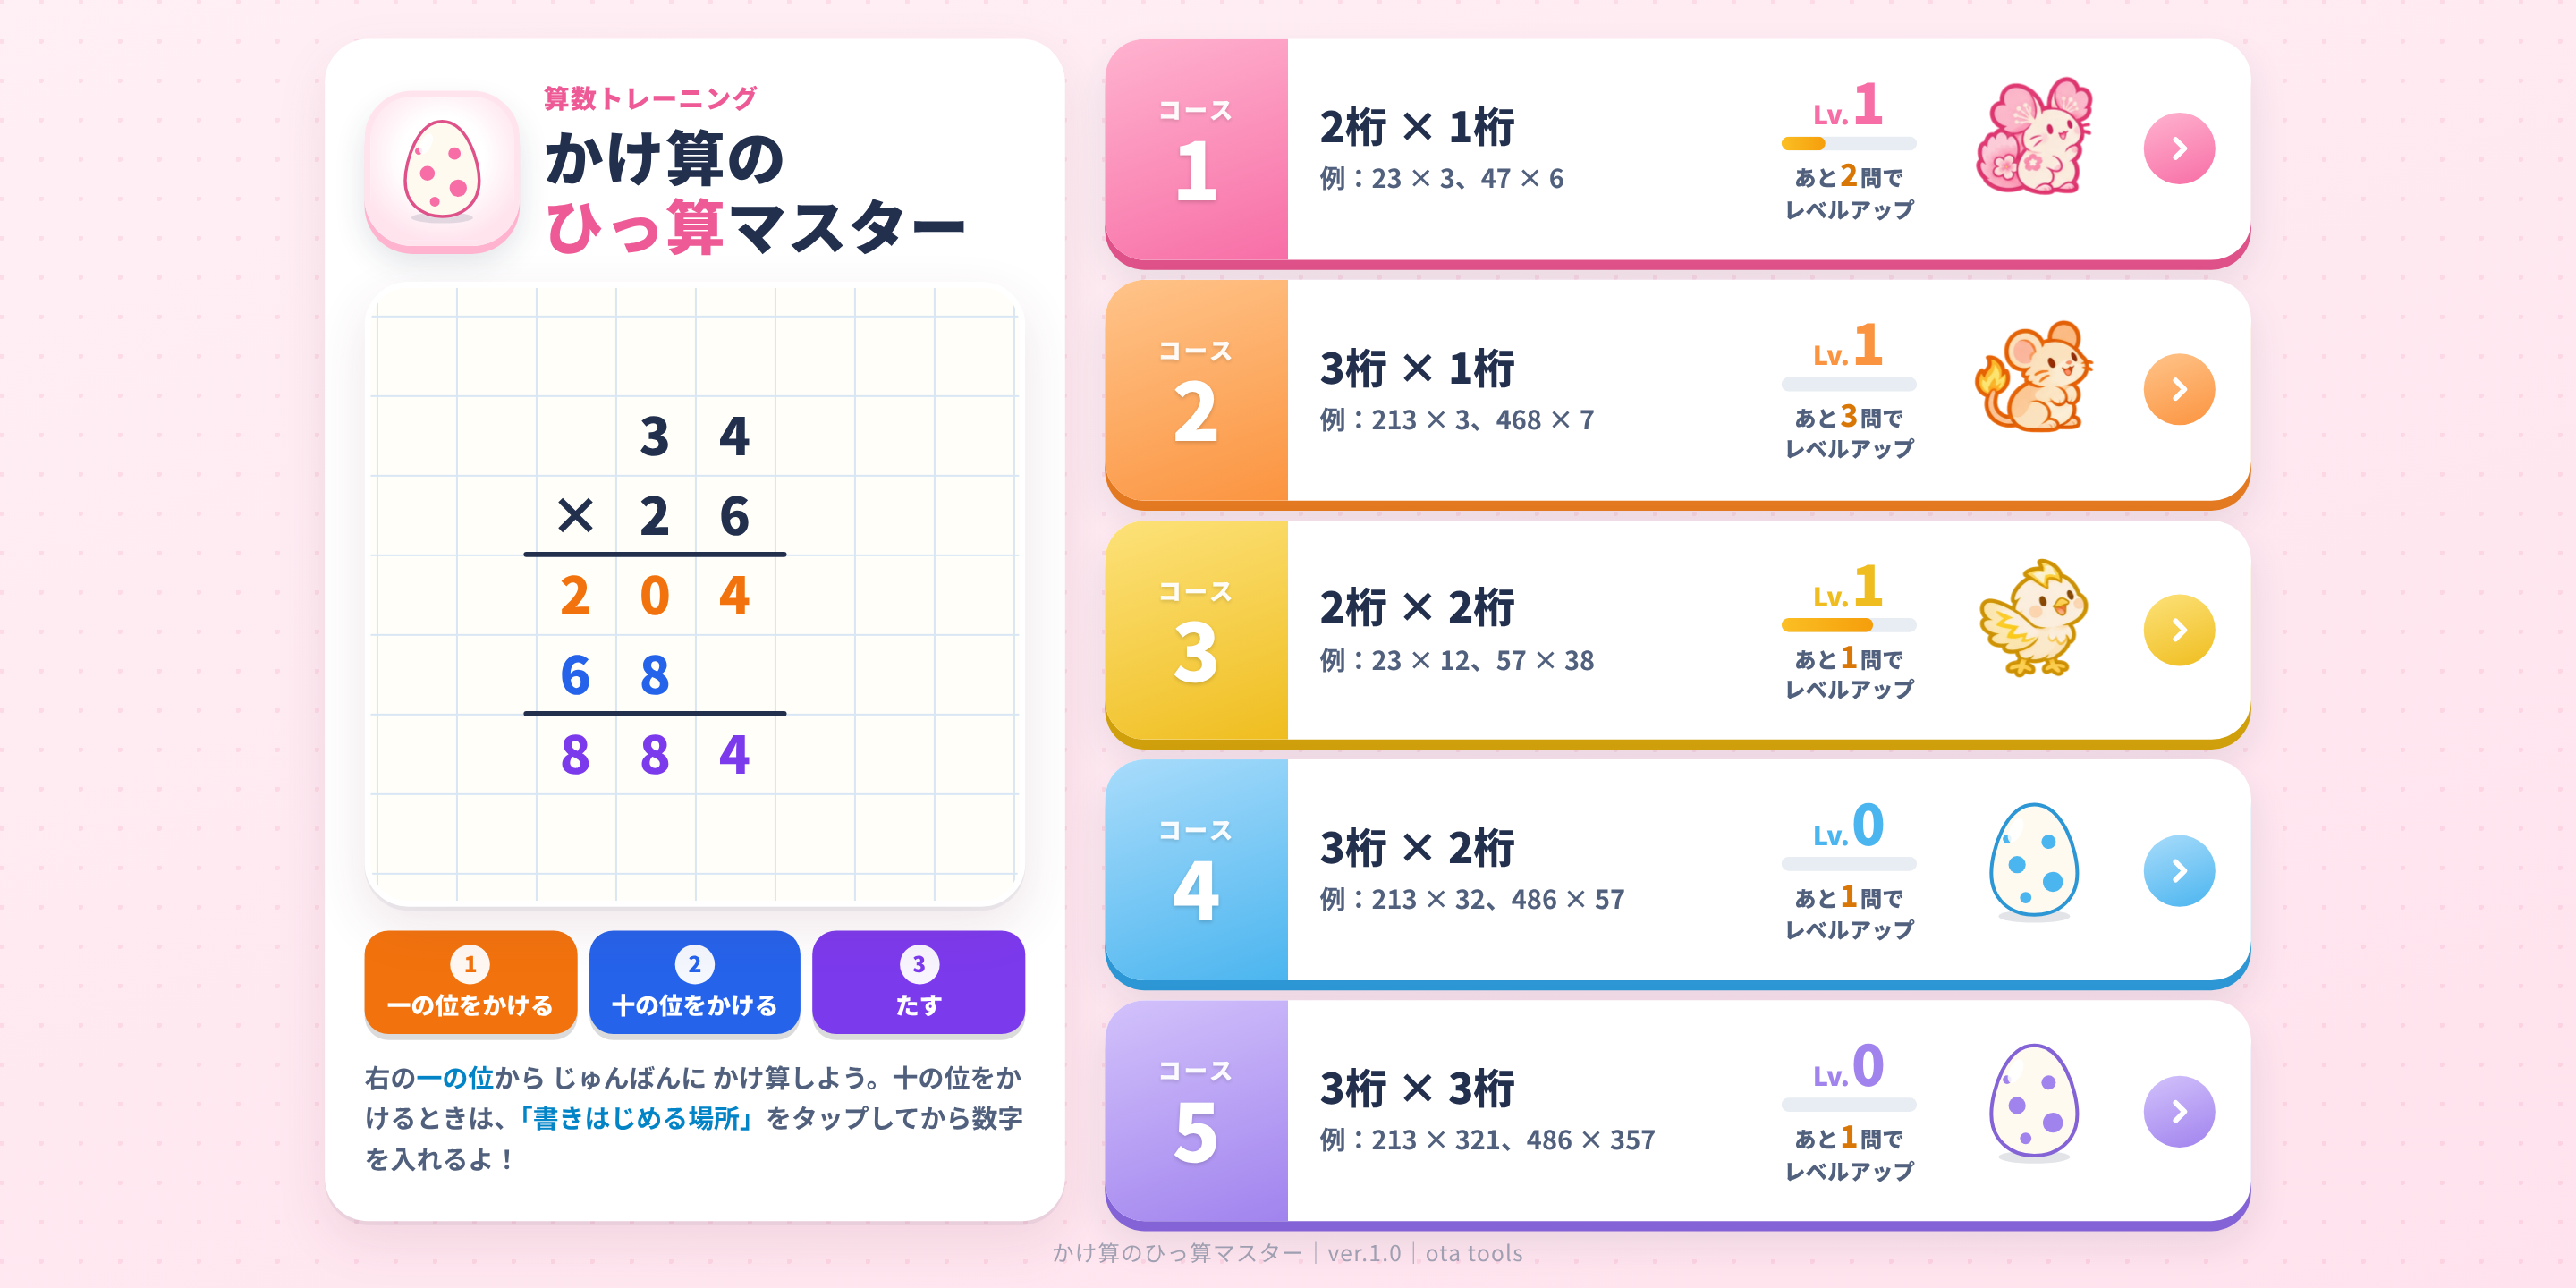 算数トレーニング
かけ算の
ひっ算マスター
3 4
× 2 6
2 0 4
6 8
8 8 4
1
一の位をかける
2
十の位をかける
3
たす
右の一の位から じゅんばんに かけ算しよう。十の位をか
けるときは、「書きはじめる場所」をタップしてから数字
を入れるよ！
コース
1
2桁 × 1桁
例：23 × 3、47 × 6
Lv.1
あと2問で
レベルアップ
コース
2
3桁 × 1桁
例：213 × 3、468 × 7
Lv.1
あと3問で
レベルアップ
コース
3
2桁 × 2桁
例：23 × 12、57 × 38
Lv.1
あと1問で
レベルアップ
コース
4
3桁 × 2桁
例：213 × 32、486 × 57
Lv.0
あと1問で
レベルアップ
コース
5
3桁 × 3桁
例：213 × 321、486 × 357
Lv.0
あと1問で
レベルアップ
かけ算のひっ算マスター｜ver.1.0｜ota tools